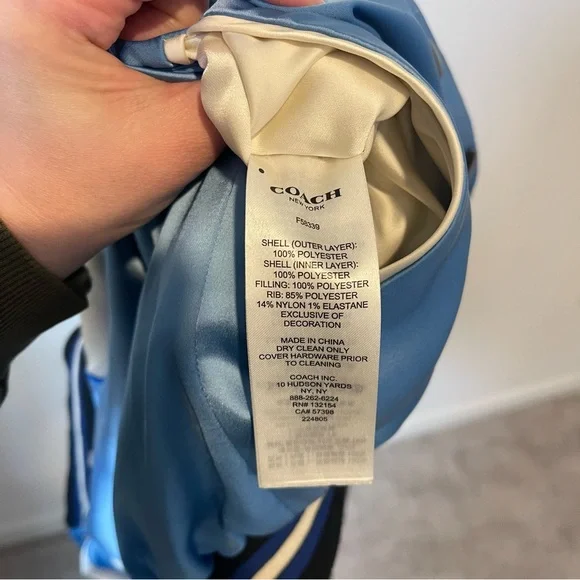 COACH
NEW YORK
F58339
SHELL (OUTER LAYER):
100% POLYESTER
SHELL (INNER LAYER):
100% POLYESTER
FILLING: 100% POLYESTER
RIB: 85% POLYESTER
14% NYLON 1% ELASTANE
EXCLUSIVE OF
DECORATION
MADE IN CHINA
DRY CLEAN ONLY
COVER HARDWARE PRIOR
TO CLEANING
COACH INC.
10 HUDSON YARDS
NY, NY
888-262-6224
RN# 132154
CA# 57398
224805